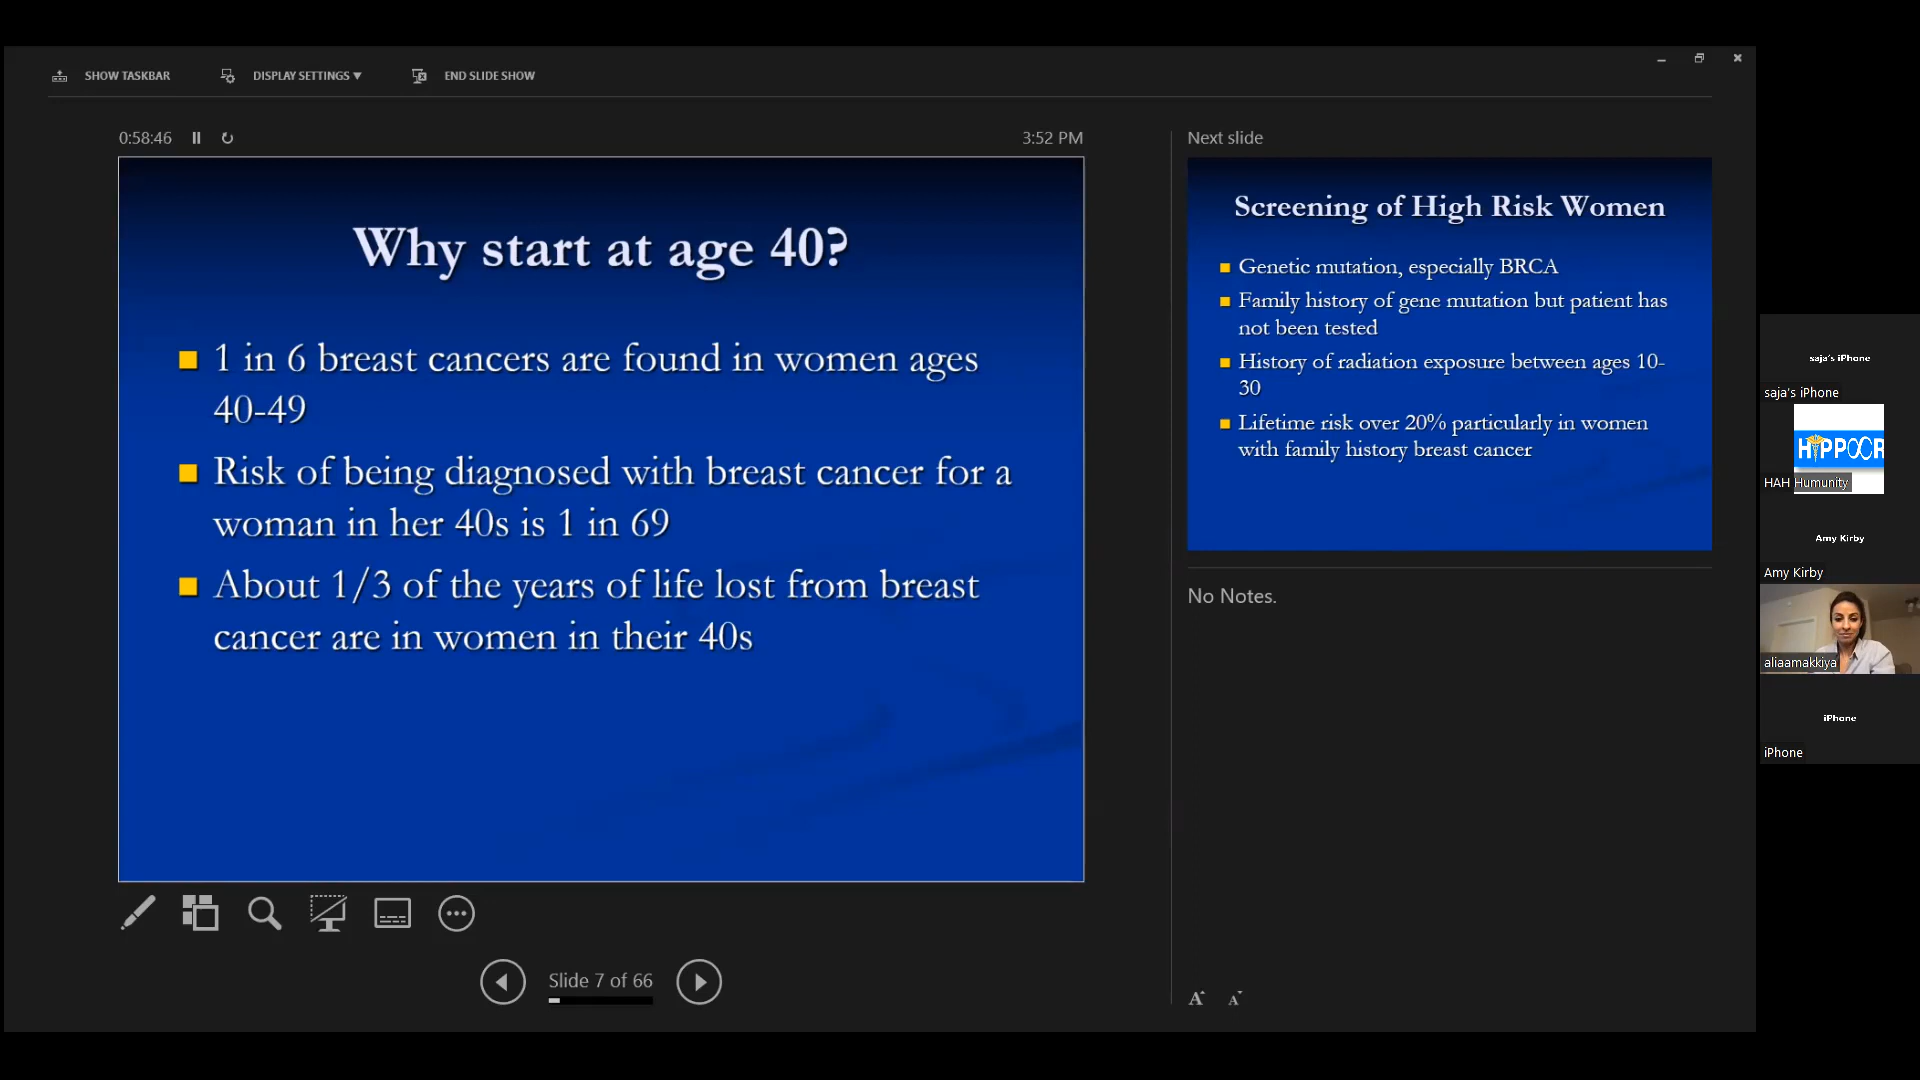 SHOW TASKBAR
DISPLAY SETTINGS ▼
END SLIDE SHOW
0:58:46
3:52 PM
Why start at age 40?
1 in 6 breast cancers are found in women ages
40-49
Risk of being diagnosed with breast cancer for a
woman in her 40s is 1 in 69
About 1/3 of the years of life lost from breast
cancer are in women in their 40s
Slide 7 of 66
Next slide
Screening of High Risk Women
Genetic mutation, especially BRCA
Family history of gene mutation but patient has
not been tested
History of radiation exposure between ages 10-
30
Lifetime risk over 20% particularly in women
with family history breast cancer
No Notes.
A A
saja's iPhone
saja's iPhone
HIPPOCR
HAH Humunity
Amy Kirby
Amy Kirby
aliaamakkiya
iPhone
iPhone